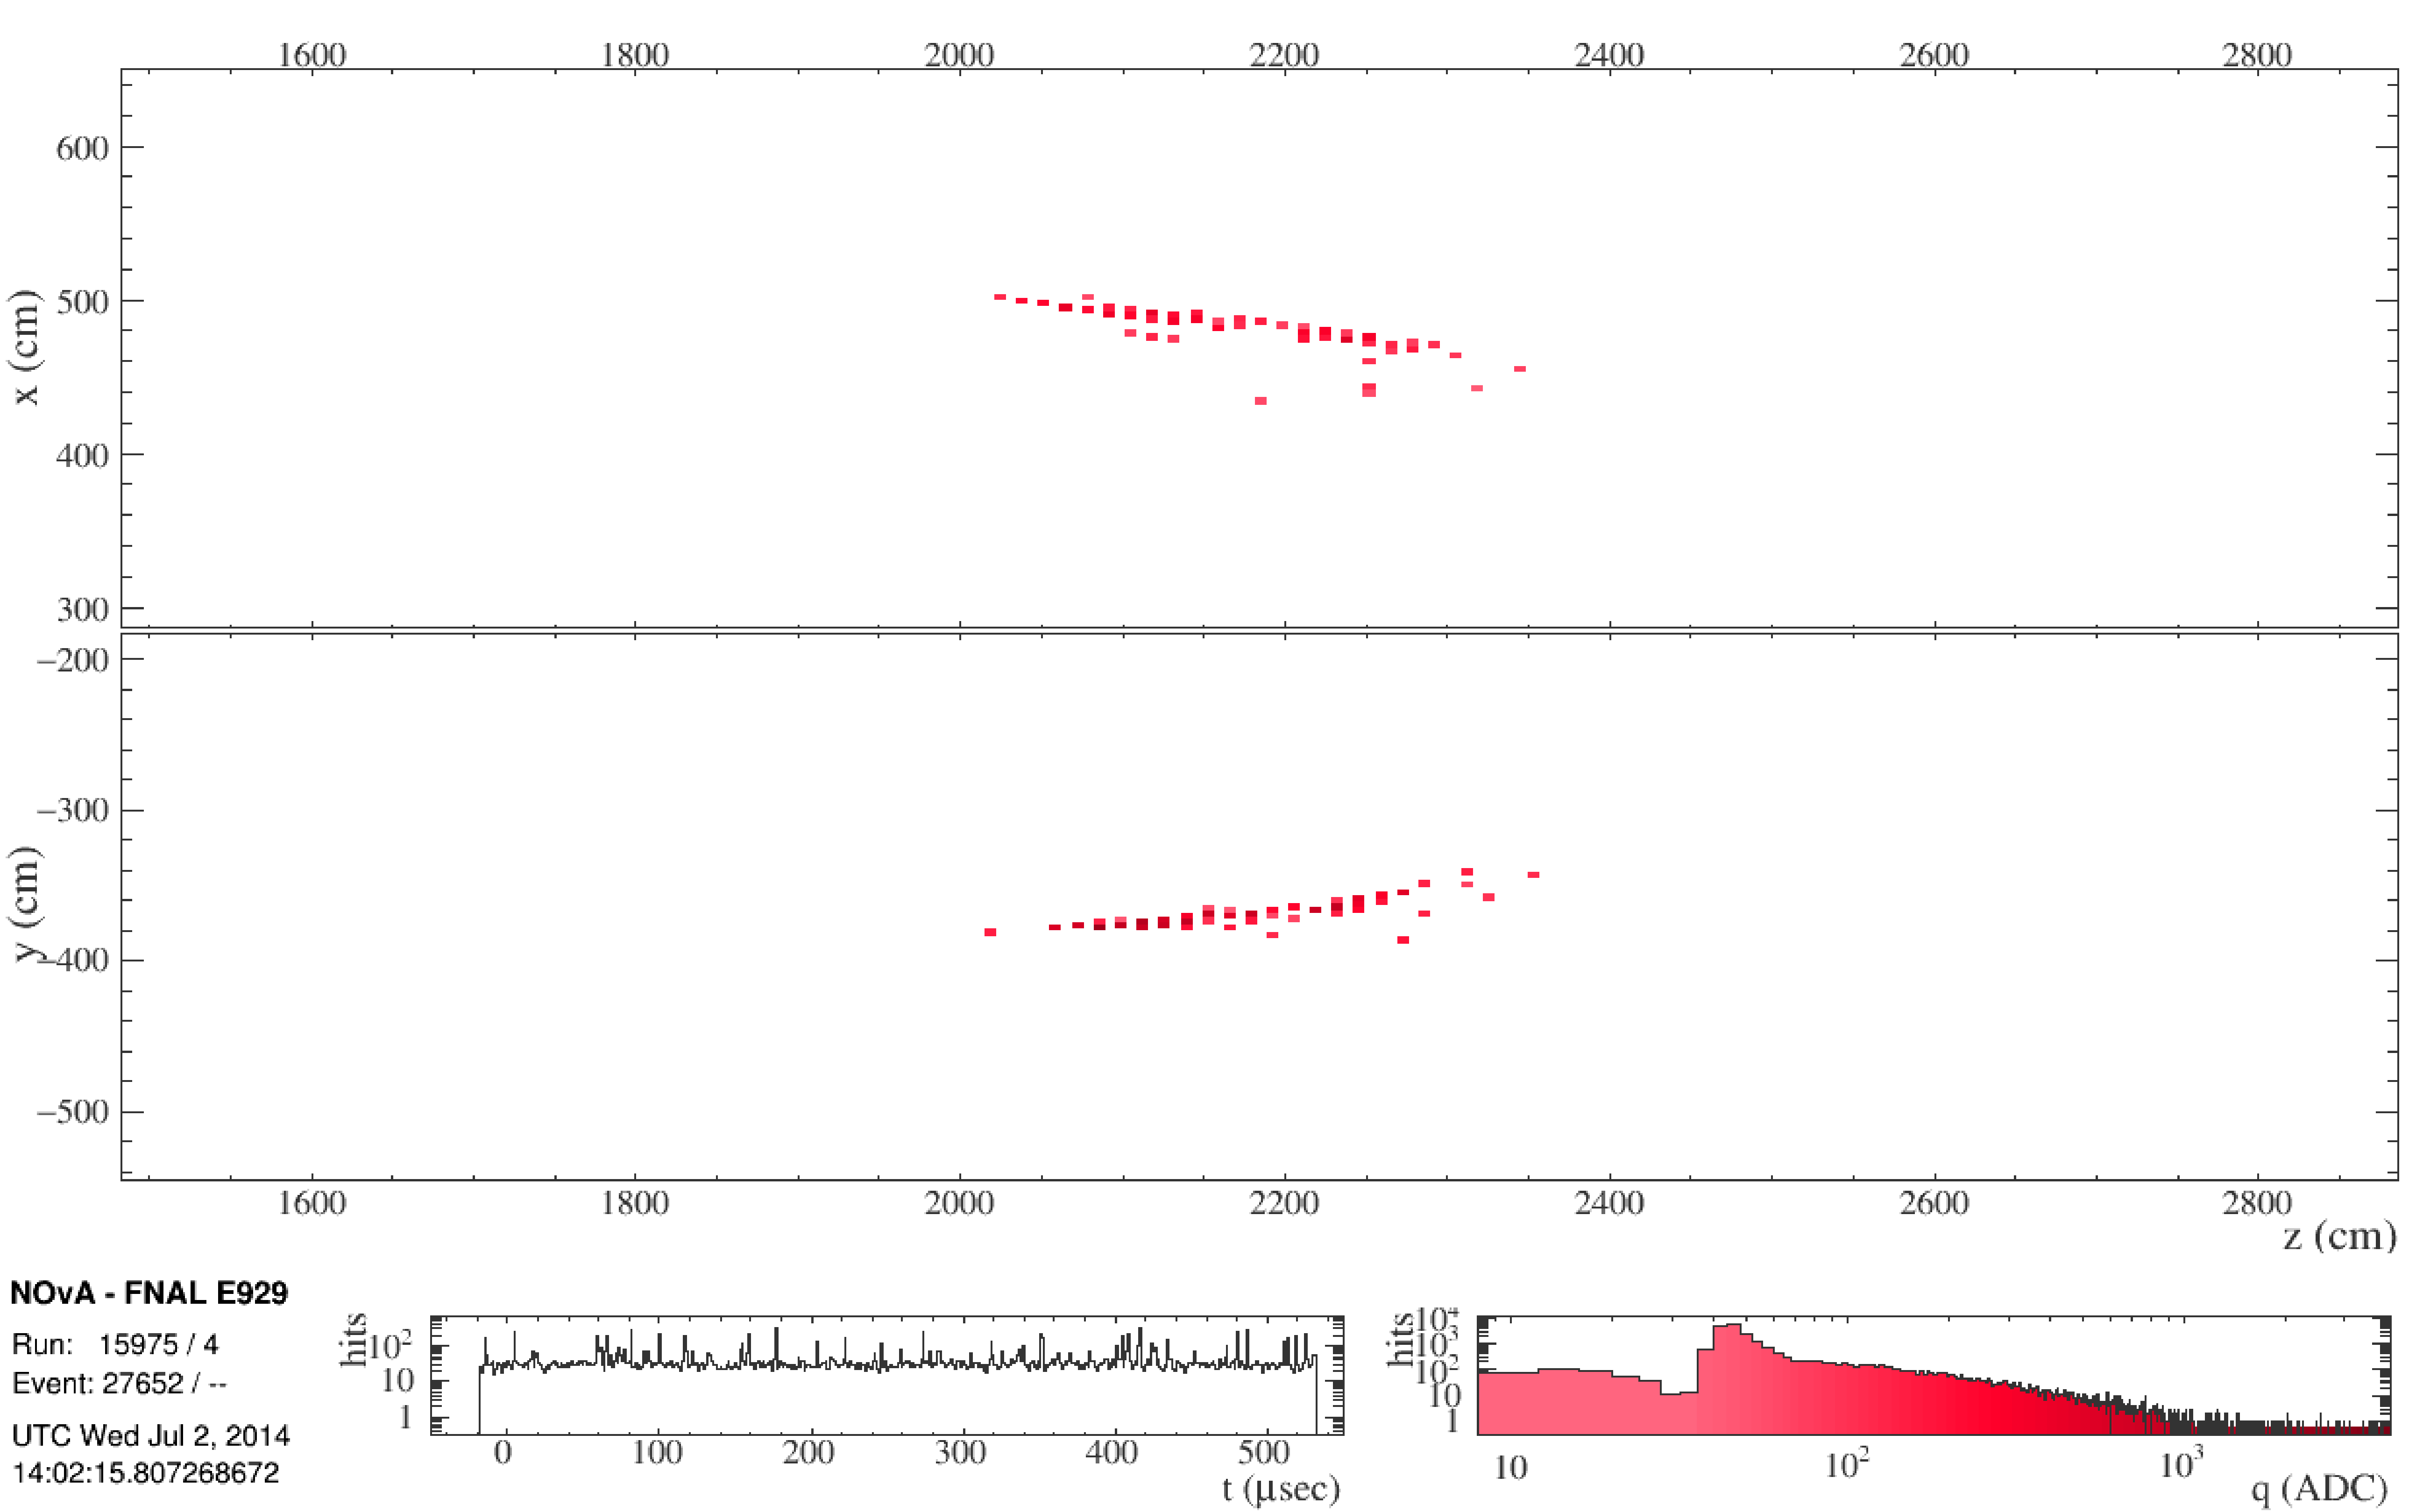 1600 1800 2000 2200 2400 2600 2800
600
500
400
300
x (cm)
−200
−300
−400
−500
y (cm)
1600 1800 2000 2200 2400 2600 2800
z (cm)
NOvA - FNAL E929
Run: 15975 / 4
Event: 27652 / --
UTC Wed Jul 2, 2014
14:02:15.807268672
hits
10²
10
1
0 100 200 300 400 500
t (μsec)
hits
10⁴
10³
10²
10
1
10 10² 10³
q (ADC)